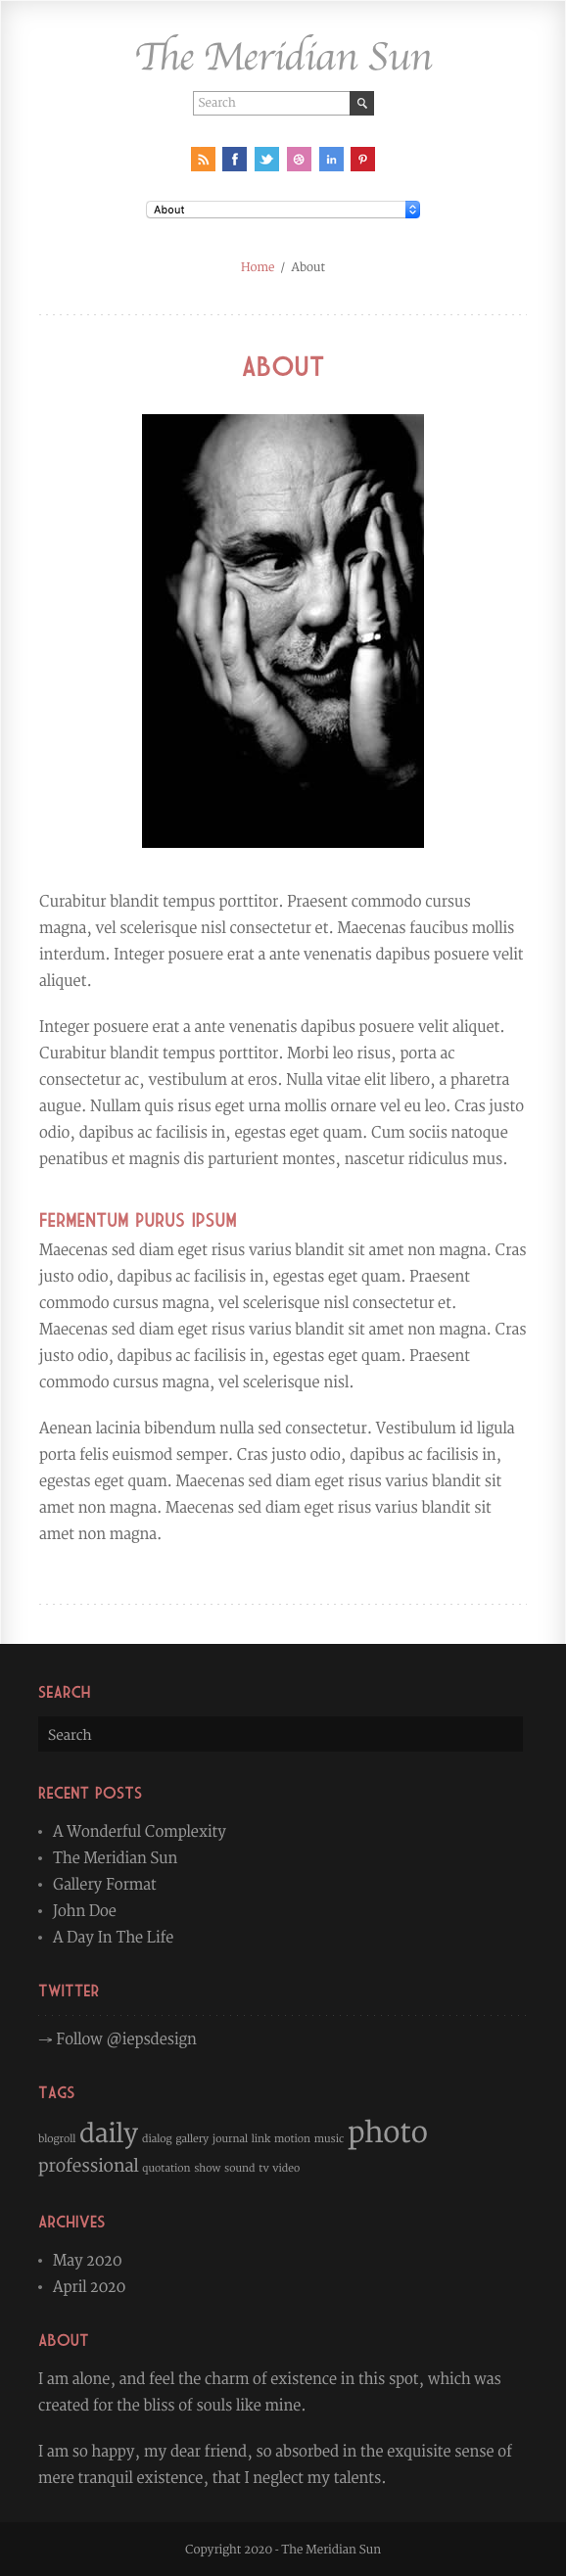 The Meridian Sun
Search
About
Home / About
ABOUT
Curabitur blandit tempus porttitor. Praesent commodo cursus
magna, vel scelerisque nisl consectetur et. Maecenas faucibus mollis
interdum. Integer posuere erat a ante venenatis dapibus posuere velit
aliquet.
Integer posuere erat a ante venenatis dapibus posuere velit aliquet.
Curabitur blandit tempus porttitor. Morbi leo risus, porta ac
consectetur ac, vestibulum at eros. Nulla vitae elit libero, a pharetra
augue. Nullam quis risus eget urna mollis ornare vel eu leo. Cras justo
odio, dapibus ac facilisis in, egestas eget quam. Cum sociis natoque
penatibus et magnis dis parturient montes, nascetur ridiculus mus.
FERMENTUM PURUS IPSUM
Maecenas sed diam eget risus varius blandit sit amet non magna. Cras
justo odio, dapibus ac facilisis in, egestas eget quam. Praesent
commodo cursus magna, vel scelerisque nisl consectetur et.
Maecenas sed diam eget risus varius blandit sit amet non magna. Cras
justo odio, dapibus ac facilisis in, egestas eget quam. Praesent
commodo cursus magna, vel scelerisque nisl.
Aenean lacinia bibendum nulla sed consectetur. Vestibulum id ligula
porta felis euismod semper. Cras justo odio, dapibus ac facilisis in,
egestas eget quam. Maecenas sed diam eget risus varius blandit sit
amet non magna. Maecenas sed diam eget risus varius blandit sit
amet non magna.
SEARCH
Search
RECENT POSTS
• A Wonderful Complexity
• The Meridian Sun
• Gallery Format
• John Doe
• A Day In The Life
TWITTER
→ Follow @iepsdesign
TAGS
blogroll daily dialog gallery journal link motion music photo
professional quotation show sound tv video
ARCHIVES
• May 2020
• April 2020
ABOUT
I am alone, and feel the charm of existence in this spot, which was
created for the bliss of souls like mine.
I am so happy, my dear friend, so absorbed in the exquisite sense of
mere tranquil existence, that I neglect my talents.
Copyright 2020 - The Meridian Sun